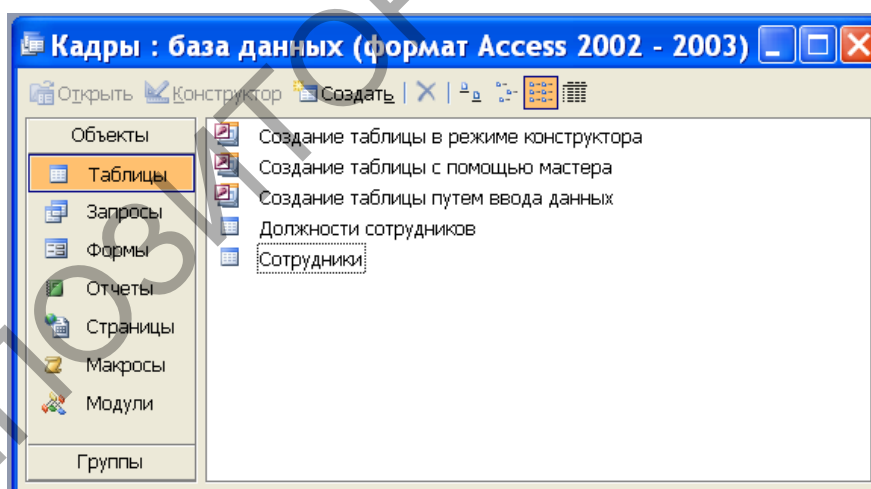 Кадры : база данных (формат Access 2002 - 2003)
Открыть Конструктор Создать
Объекты
Таблицы
Запросы
Формы
Отчеты
Страницы
Макросы
Модули
Группы
Создание таблицы в режиме конструктора
Создание таблицы с помощью мастера
Создание таблицы путем ввода данных
Должности сотрудников
Сотрудники